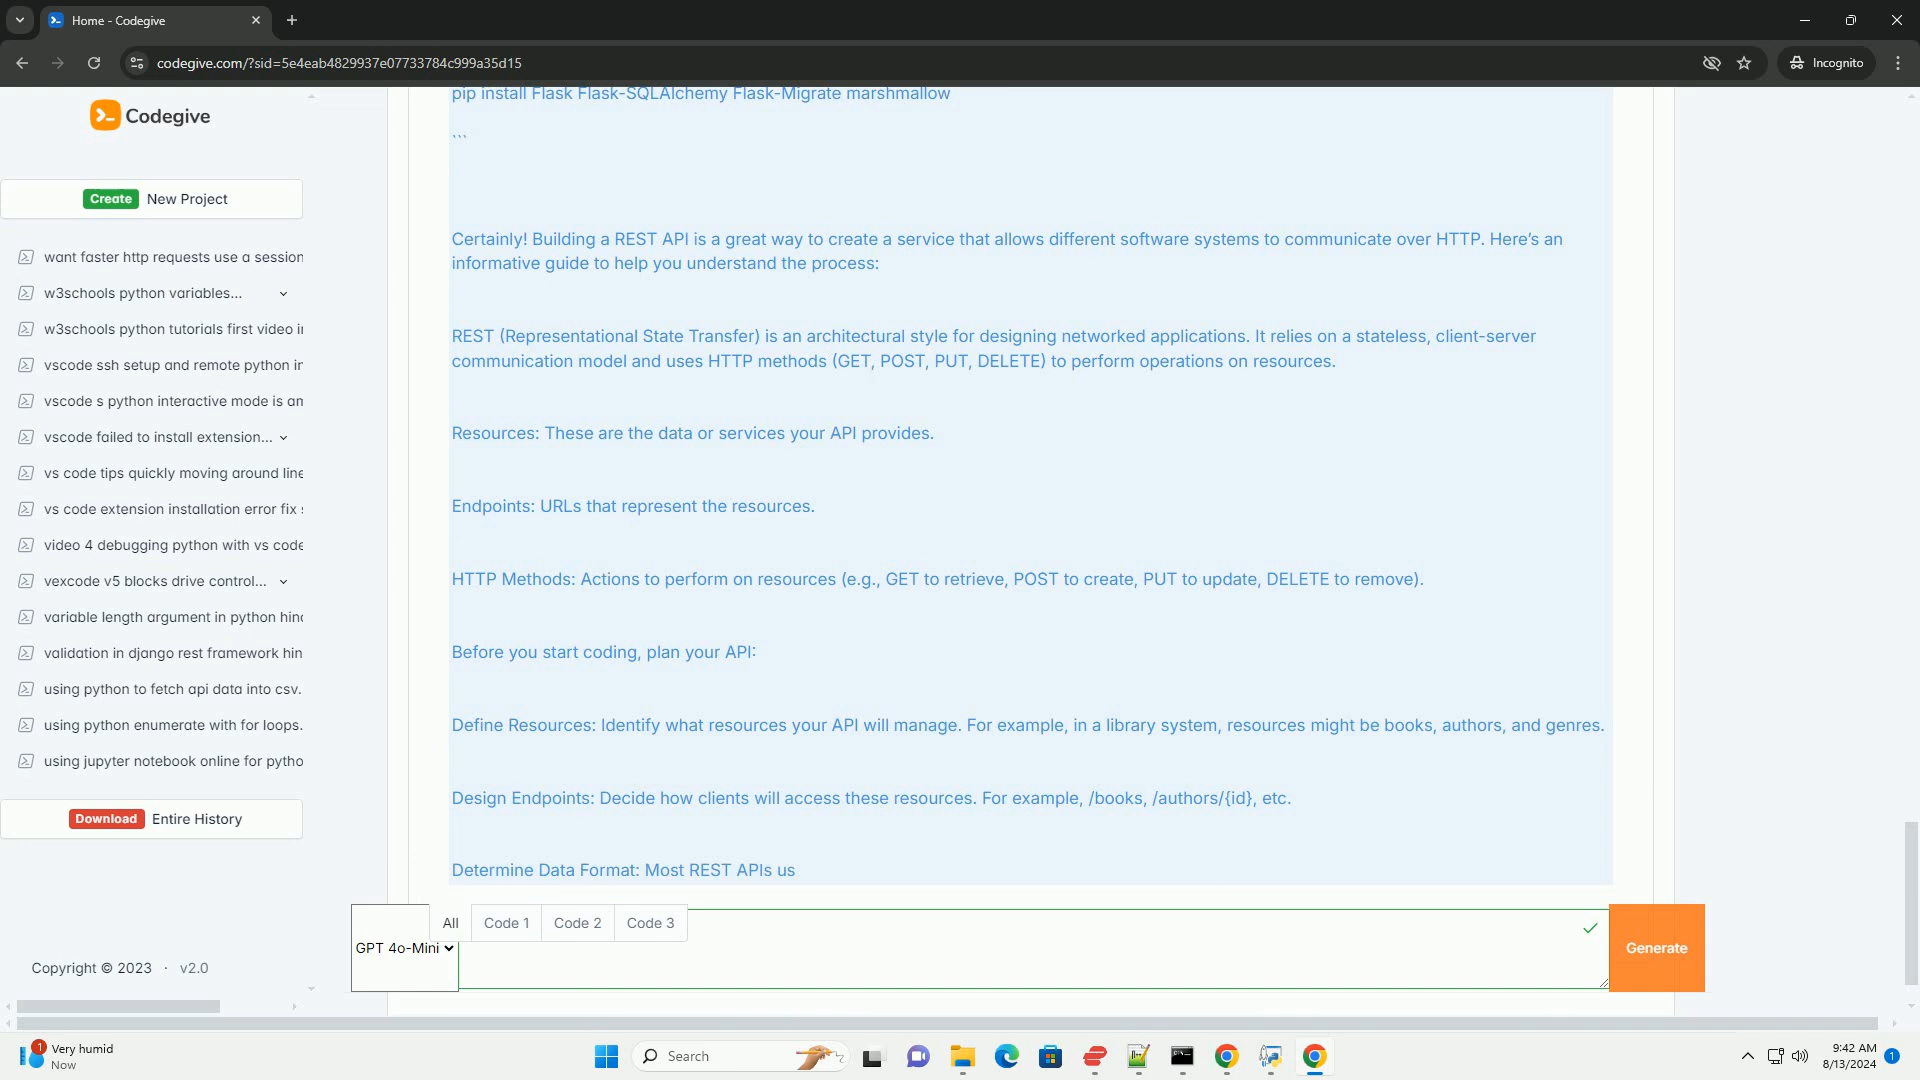 Home - Codegive
codegive.com/?sid=5e4eab4829937e07733784c999a35d15
Incognito
Codegive
Create New Project
want faster http requests use a session
w3schools python variables...
w3schools python tutorials first video i
vscode ssh setup and remote python in
vscode s python interactive mode is am
vscode failed to install extension...
vs code tips quickly moving around line
vs code extension installation error fix
video 4 debugging python with vs code
vexcode v5 blocks drive control...
variable length argument in python hin
validation in django rest framework hin
using python to fetch api data into csv.
using python enumerate with for loops.
using jupyter notebook online for pytho
Download Entire History
Copyright © 2023 · v2.0
pip install Flask Flask-SQLAlchemy Flask-Migrate marshmallow
```
Certainly! Building a REST API is a great way to create a service that allows different software systems to communicate over HTTP. Here's an
informative guide to help you understand the process:
REST (Representational State Transfer) is an architectural style for designing networked applications. It relies on a stateless, client-server
communication model and uses HTTP methods (GET, POST, PUT, DELETE) to perform operations on resources.
Resources: These are the data or services your API provides.
Endpoints: URLs that represent the resources.
HTTP Methods: Actions to perform on resources (e.g., GET to retrieve, POST to create, PUT to update, DELETE to remove).
Before you start coding, plan your API:
Define Resources: Identify what resources your API will manage. For example, in a library system, resources might be books, authors, and genres.
Design Endpoints: Decide how clients will access these resources. For example, /books, /authors/{id}, etc.
Determine Data Format: Most REST APIs us
All Code 1 Code 2 Code 3
GPT 4o-Mini
Generate
1
Very humid
Now
Search
9:42 AM
8/13/2024
1